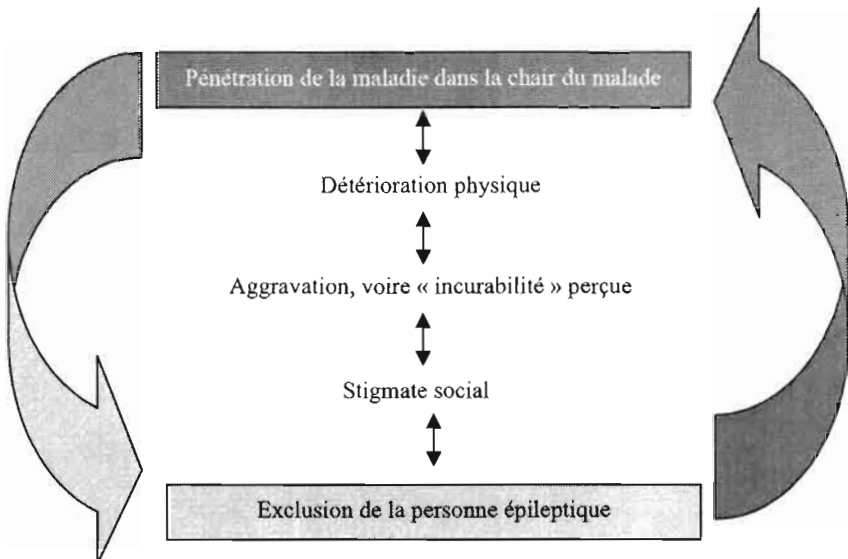 Pénétration de la maladie dans la chair du malade
Détérioration physique
Aggravation, voire « incurabilité » perçue
Stigmate social
Exclusion de la personne épileptique